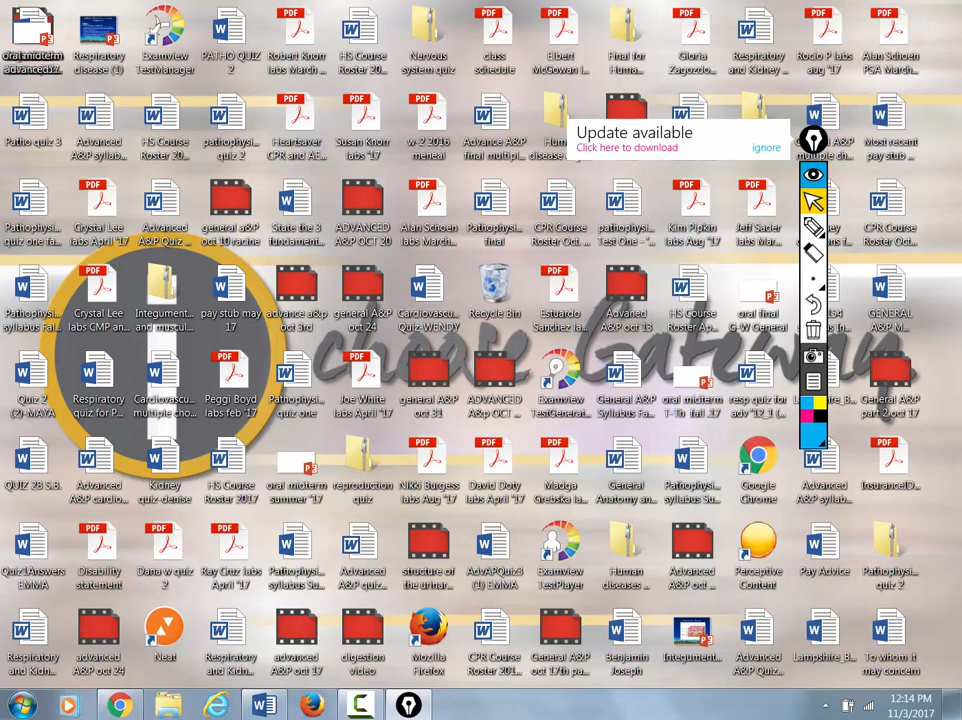 oral midterm
advanced17
Respiratory
disease (1)
Examview
TestManager
PATHO QUIZ
2
Robert Knorr
labs March ...
HS Course
Roster 20...
Nervous
system quiz
class
schedule
Elbert
McGowan l...
Final for
Huma...
Gloria
Zagozdo...
Respiratory
and Kidney ...
Rocio P labs
aug '17
Alan Schoen
PSA March...
Patho quiz 3
Advanced
A&P syllab...
HS Course
Roster 20...
pathophysi...
quiz 2
Heartsaver
CPR and AE...
Susan Knorr
labs '17
w-2 2016
meneal
Advance A&P
final multipl...
Hum
disease
Update available
Click here to download
ignore
multiple ch...
Most recent
pay stub ...
Pathophysi...
quiz one fa...
Crystal Lee
labs April '17
Advanced
A&P Quiz ...
general a&p
oct 10 racine
State the 3
fundament...
ADVANCED
A&P OCT 20
Alan Schoen
labs March...
Pathophysi...
final
CPR Course
Roster Oct. ...
pathophysi...
Test One - "...
Kim Pipkin
labs Aug '17
Jeff Sader
labs Mar...
CPR Course
Roster Oct...
Pathophysi...
syllabus Fal...
Crystal Lee
labs CMP an...
Integument...
and muscul...
pay stub may
17
advance a&p
oct 3rd
general A&P
oct 24
Cardiovascu...
Quiz-WENDY
Recycle Bin
Estuardo
Sanchez la...
Advaned
A&P oct 13
HS Course
Roster Ap...
oral final
G-W General
GENERAL
A&P M...
choose Gateway.
Quiz 2
(2)-MAYA
Respiratory
quiz for P...
Cardiovascu...
multiple cho...
Peggi Boyd
labs feb '17
Pathophysi...
quiz one
Joe White
labs April '17
general A&P
oct 31
ADVANCED
A&p OCT ...
Examview
TestGenerat...
General A&P
Syllabus Fa...
oral midterm
T-Th fall .17
resp quiz for
adv "12_1 (...
General A&P
part 2 oct 17
QUIZ 2B S.B.
Advanced
A&P cardio...
Kidney
quiz-denise
HS Course
Roster 2017
oral midterm
summer '17
reproduction
quiz
Nikki Burgess
labs Aug '17
David Doty
labs April '17
Madga
Grebska la...
General
Anatomy an...
Pathophysi...
syllabus Su...
Google
Chrome
Advanced
A&P syllab...
InsuranceID...
Quiz1Answers
EMMA
Disability
statement
Dana w quiz
2
Ray Cruz labs
April '17
Pathophysi...
syllabus Su...
Advanced
A&P quiz...
structure of
the urinar...
AdvAPQuiz3
(1) EMMA
Examview
TestPlayer
Human
diseases ...
Advanced
A&P oct ...
Perceptive
Content
Pay Advice
Pathophysi...
quiz 2
Respiratory
and Kidn...
advanced
A&P oct 24
Neat
Respiratory
and Kidn...
advanced
A&P oct 17
digestion
video
Mozilla
Firefox
CPR Course
Roster 201...
General A&P
oct 17th pa...
Benjamin
Joseph
Integument...
Advanced
A&P Quiz...
Lampshire_B...
To whom it
may concern
12:14 PM
11/3/2017